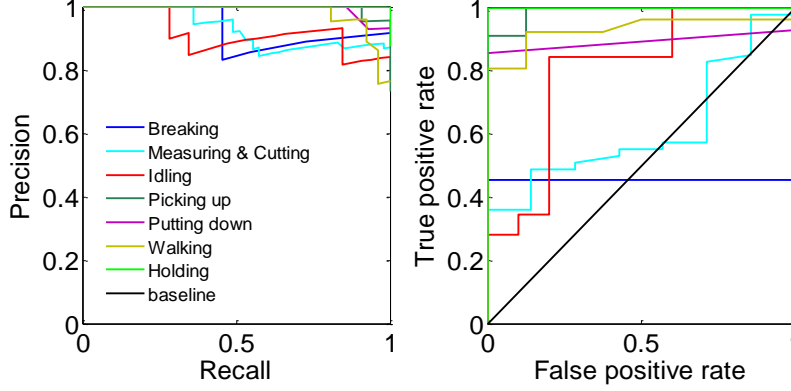 1
0.8
0.6
0.4
0.2
0
Precision
Breaking
Measuring & Cutting
Idling
Picking up
Putting down
Walking
Holding
baseline
0 0.5 1
Recall
1
0.8
0.6
0.4
0.2
0
True positive rate
0 0.5
False positive rate